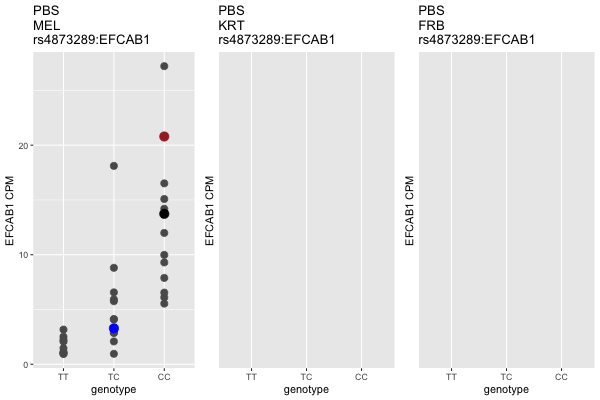 PBS
MEL
rs4873289:EFCAB1
PBS
KRT
rs4873289:EFCAB1
PBS
FRB
rs4873289:EFCAB1
EFCAB1 CPM
20
10
0
TT
TC
CC
genotype
EFCAB1 CPM
TT
TC
CC
genotype
EFCAB1 CPM
TT
TC
CC
genotype